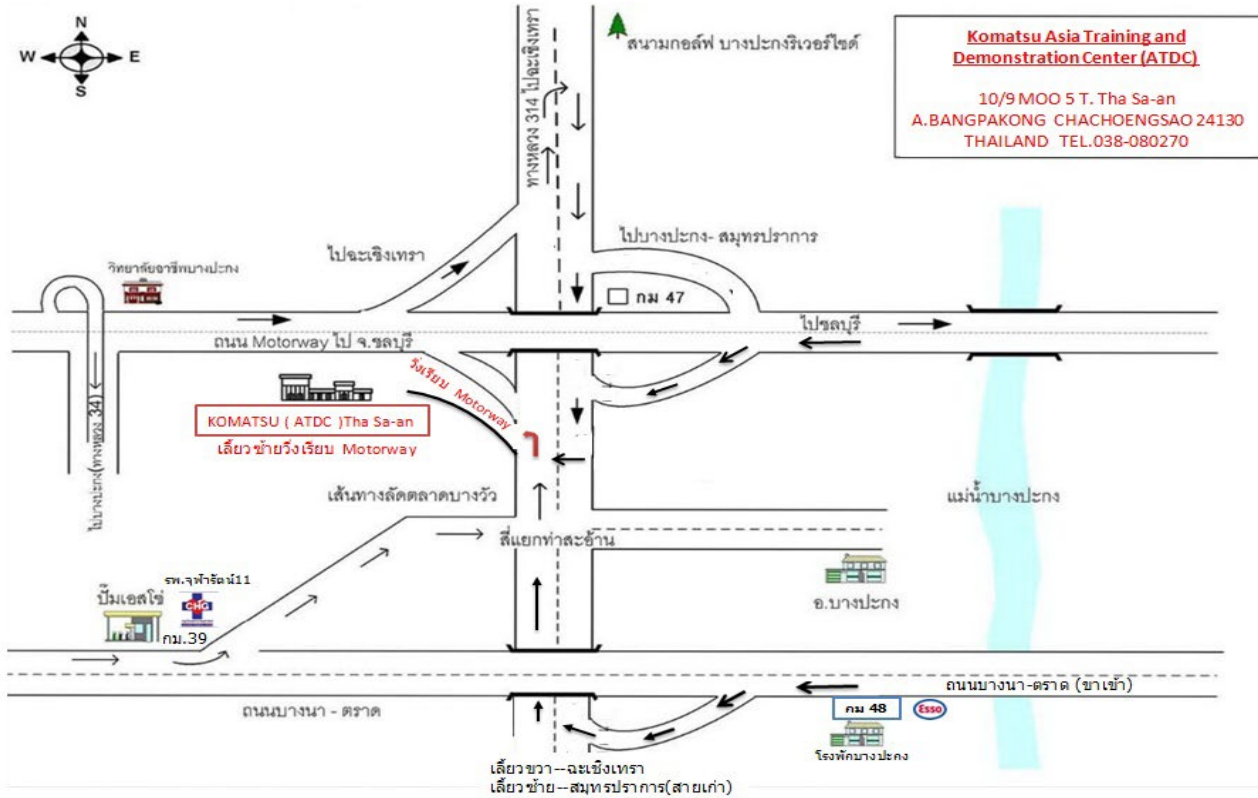 N
W E
S
สนามกอล์ฟ บางปะกงริเวอร์ไซด์
Komatsu Asia Training and
Demonstration Center (ATDC)
10/9 MOO 5 T. Tha Sa-an
A.BANGPAKONG CHACHOENGSAO 24130
THAILAND TEL.038-080270
ทางหลวง 314 ไปฉะเชิงเทรา
ไปฉะเชิงเทรา
ไปบางปะกง- สมุทรปราการ
วิทยาลัยอาชีพบางปะกง
กม 47
ไปชลบุรี
ถนน Motorway ไป จ.ชลบุรี
วิ่งเรียบ Motorway
KOMATSU ( ATDC )Tha Sa-an
เลี้ยวซ้ายวิ่งเรียบ Motorway
ไปบางปะกง(ทางหลวง 34)
เส้นทางลัดตลาดบางวัว
แม่น้ำบางปะกง
สี่แยกท่าสะอ้าน
รพ.จุฬารัตน์11
ปั๊มเอสโซ่
CHG
กม.39
อ.บางปะกง
ถนนบางนา-ตราด (ขาเข้า)
ถนนบางนา - ตราด
กม 48
Esso
โรงพักบางปะกง
เลี้ยวขวา--ฉะเชิงเทรา
เลี้ยวซ้าย--สมุทรปราการ(สายเก่า)